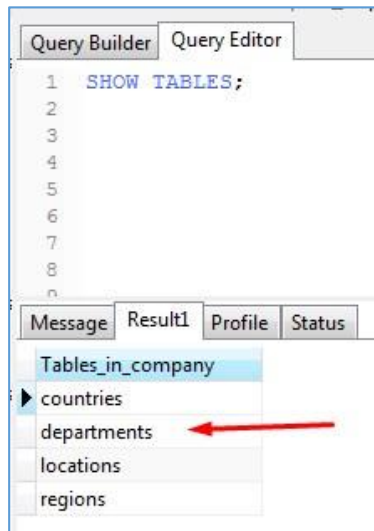 Query Builder Query Editor
1 SHOW TABLES;
2
3
4
5
6
7
8
Message Result1 Profile Status
Tables_in_company
countries
departments
locations
regions